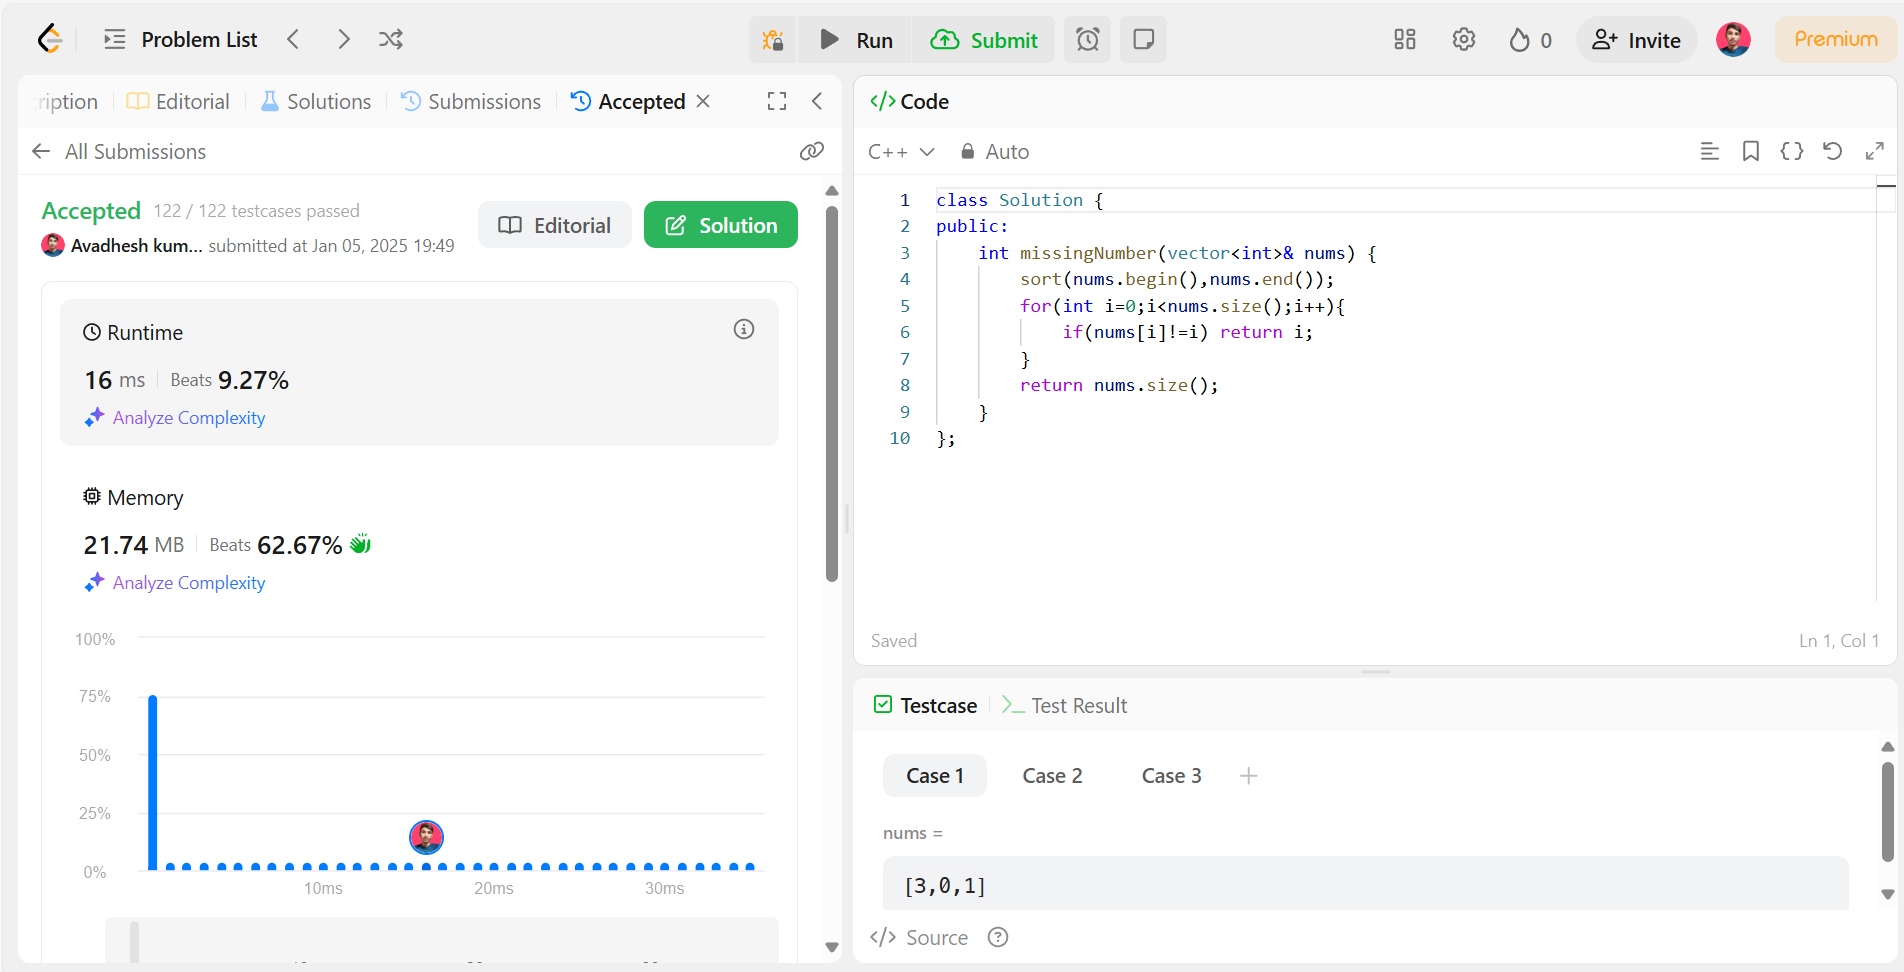 Problem List
Run
Submit
0
Invite
Premium
ription
Editorial
Solutions
Submissions
Accepted
All Submissions
Accepted 122 / 122 testcases passed
Avadhesh kum... submitted at Jan 05, 2025 19:49
Editorial
Solution
Runtime
16 ms Beats 9.27%
Analyze Complexity
Memory
21.74 MB Beats 62.67%
Analyze Complexity
100%
75%
50%
25%
0%
10ms 20ms 30ms
</> Code
C++ Auto
1 class Solution {
2 public:
3     int missingNumber(vector<int>& nums) {
4         sort(nums.begin(),nums.end());
5         for(int i=0;i<nums.size();i++){
6             if(nums[i]!=i) return i;
7         }
8         return nums.size();
9     }
10 };
Saved
Ln 1, Col 1
Testcase
Test Result
Case 1 Case 2 Case 3 +
nums =
[3,0,1]
</> Source ?